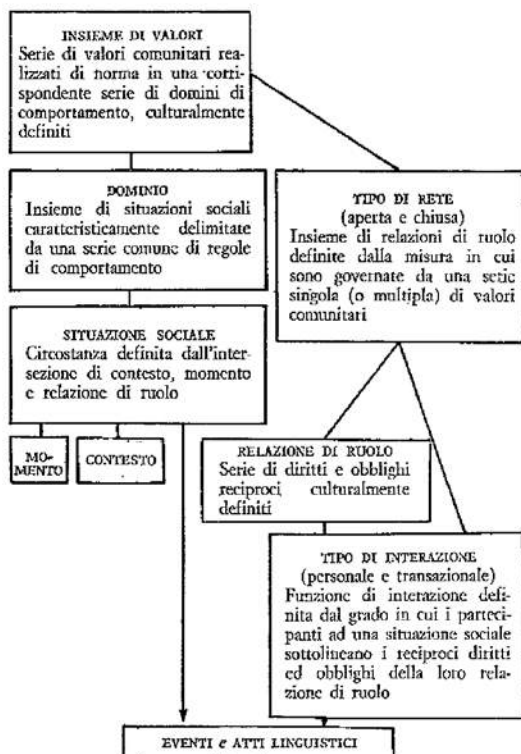 INSIEME DI VALORI
Serie di valori comunitari rea-
lizzati di norma in una corri-
spondente serie di domini di
comportamento, culturalmente
definiti
DOMINIO
Insieme di situazioni sociali
caratteristicamente delimitate
da una serie comune di regole
di comportamento
TIPO DI RETE
(aperta e chiusa)
Insieme di relazioni di ruolo
definite dalla misura in cui
sono governate da una serie
singola (o multipla) di valori
comunitari
SITUAZIONE SOCIALE
Circostanza definita dall'inter-
sezione di contesto, momento
e relazione di ruolo
MO-
MENTO
CONTESTO
RELAZIONE DI RUOLO
Serie di diritti e obblighi
reciproci culturalmente
definiti
TIPO DI INTERAZIONE
(personale e transazionale)
Funzione di interazione defi-
nita dal grado in cui i parteci-
panti ad una situazione sociale
sottolineano i reciproci diritti
ed obblighi della loro rela-
zione di ruolo
EVENTI e ATTI LINGUISTICI